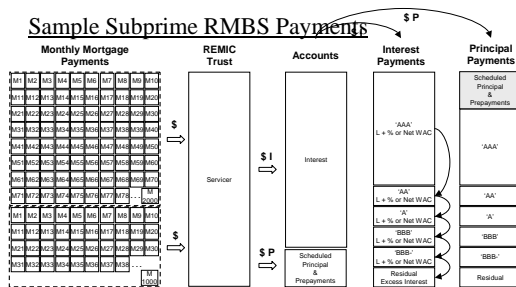 Sample Subprime RMBS Payments
$ P
$ I
Monthly Mortgage
Payments
REMIC
Trust
Accounts
Interest
Payments
Principal
Payments
M1 M2 M3 M4 M5 M6 M7 M8 M9 M10
M11 M12 M13 M14 M15 M16 M17 M18 M19 M20
M21 M22 M23 M24 M25 M26 M27 M28 M29 M30
M31 M32 M33 M34 M35 M36 M37 M38 M39 M40
M41 M42 M43 M44 M45 M46 M47 M48 M49 M50
M51 M52 M53 M54 M55 M56 M57 M58 M59 M60
M61 M62 M63 M64 M65 M66 M67 M68 M69 M70
M71 M72 M73 M74 M75 M76 M77 M78 … M
2000
M1 M2 M3 M4 M5 M6 M7 M8 M9 M10
M11 M12 M13 M14 M15 M16 M17 M18 M19 M20
M21 M22 M23 M24 M25 M26 M27 M28 M29 M30
M31 M32 M33 M34 M35 M36 M37 M38 … M
1000
$
$
Servicer
$ I
$ P
Interest
Scheduled
Principal
&
Prepayments
'AAA'
L + % or Net WAC
'AA'
L + % or Net WAC
'A'
L + % or Net WAC
'BBB'
L + % or Net WAC
'BBB-'
L + % or Net WAC
Residual
Excess Interest
Scheduled
Principal
&
Prepayments
'AAA'
'AA'
'A'
'BBB'
'BBB-'
Residual